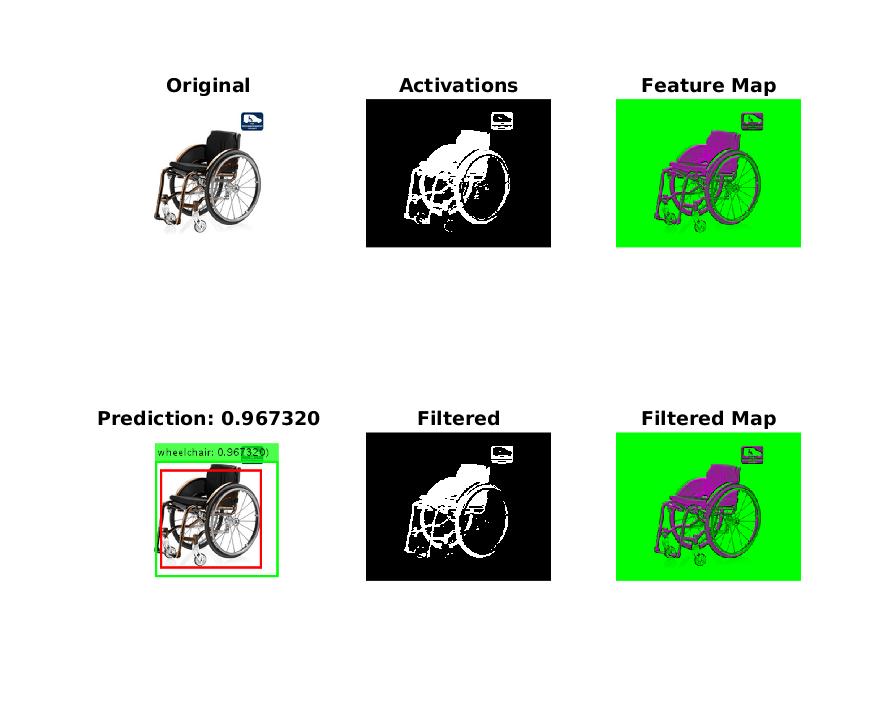 Original
Activations
Feature Map
Prediction: 0.967320
Filtered
Filtered Map
wheelchair: 0.967320)